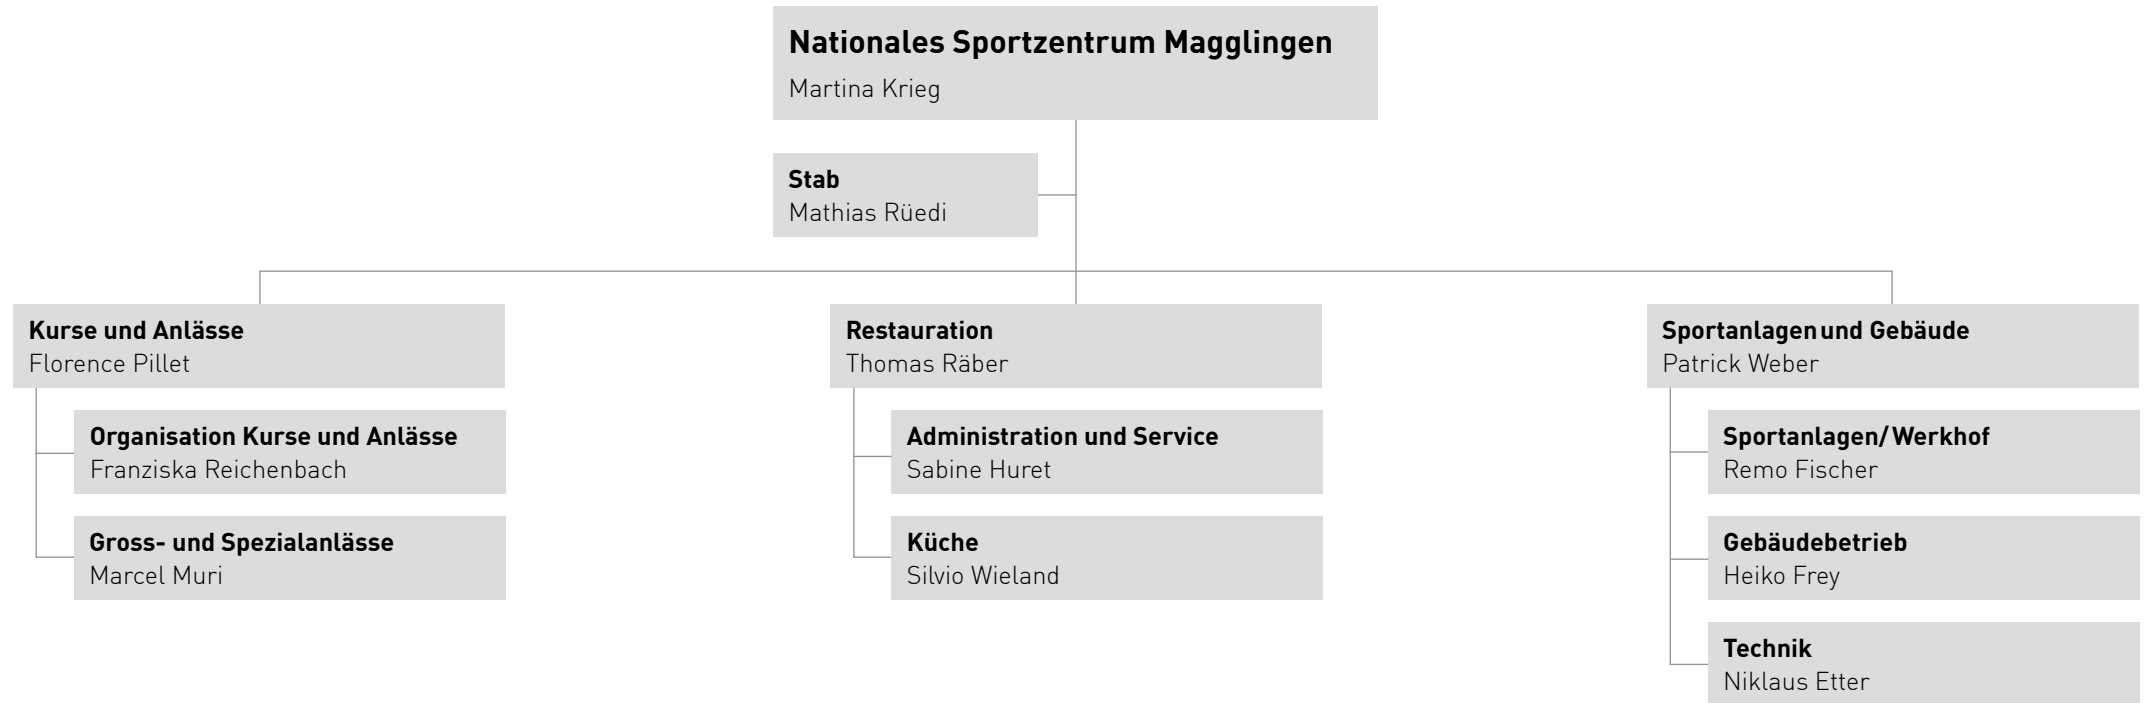 Nationales Sportzentrum Magglingen
Martina Krieg
Stab
Mathias Rüedi
Kurse und Anlässe
Florence Pillet
Organisation Kurse und Anlässe
Franziska Reichenbach
Gross- und Spezialanlässe
Marcel Muri
Restauration
Thomas Räber
Administration und Service
Sabine Huret
Küche
Silvio Wieland
Sportanlagen und Gebäude
Patrick Weber
Sportanlagen/Werkhof
Remo Fischer
Gebäudebetrieb
Heiko Frey
Technik
Niklaus Etter